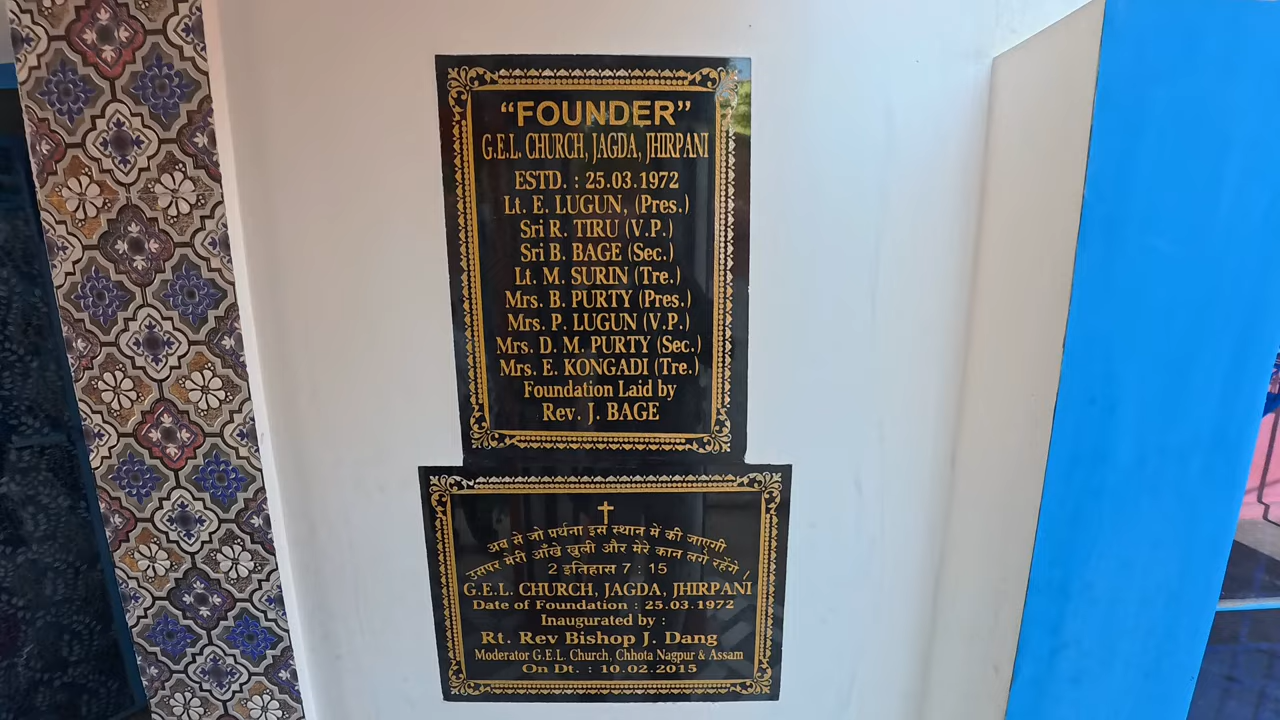 “FOUNDER”
G.E.L. CHURCH, JAGDA, JHIRPANI
ESTD. : 25.03.1972
Lt. E. LUGUN, (Pres.)
Sri R. TIRU (V.P.)
Sri B. BAGE (Sec.)
Lt. M. SURIN (Tre.)
Mrs. B. PURTY (Pres.)
Mrs. P. LUGUN (V.P.)
Mrs. D. M. PURTY (Sec.)
Mrs. E. KONGADI (Tre.)
Foundation Laid by
Rev. J. BAGE
अब से जो प्रर्थना इस स्थान में की जाएगी
उसपर मेरी आँखे खुली और मेरे कान लगे रहेंगे ।
2 इतिहास 7 : 15
G.E.L. CHURCH, JAGDA, JHIRPANI
Date of Foundation : 25.03.1972
Inaugurated by :
Rt. Rev Bishop J. Dang
Moderator G.E.L. Church, Chhota Nagpur & Assam
On Dt. : 10.02.2015